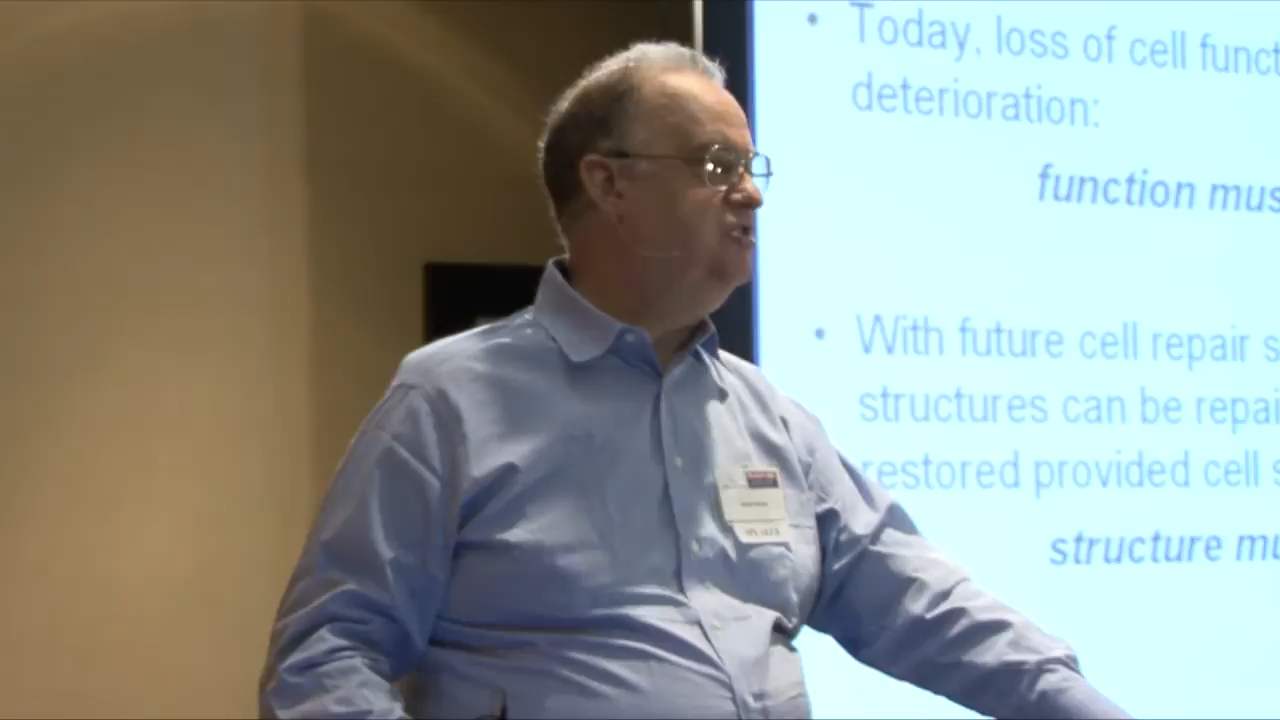 • Today, loss of cell funct
deterioration:
function mus
• With future cell repair s
structures can be repai
restored provided cell s
structure mu
SPEAKER